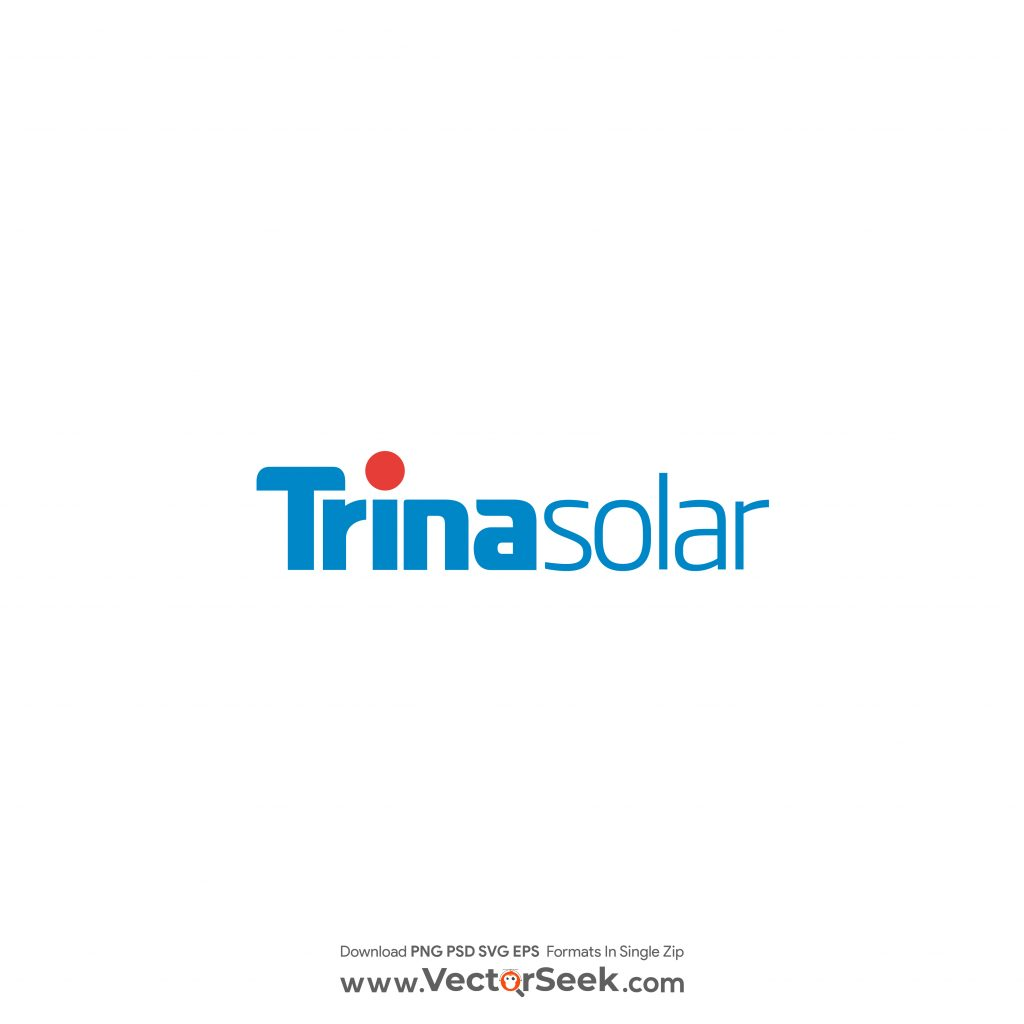 Trinasolar
Download PNG PSD SVG EPS Formats In Single Zip
www.VectorSeek.com